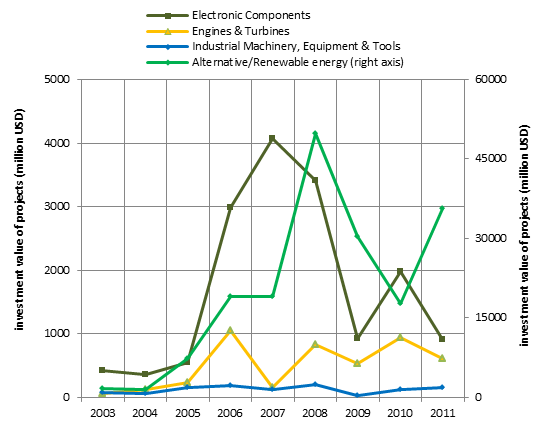 Electronic Components
Engines & Turbines
Industrial Machinery, Equipment & Tools
Alternative/Renewable energy (right axis)
5000
4000
3000
2000
1000
0
investment value of projects (million USD)
60000
45000
30000
15000
0
investment value of projects (million USD)
2003 2004 2005 2006 2007 2008 2009 2010 2011